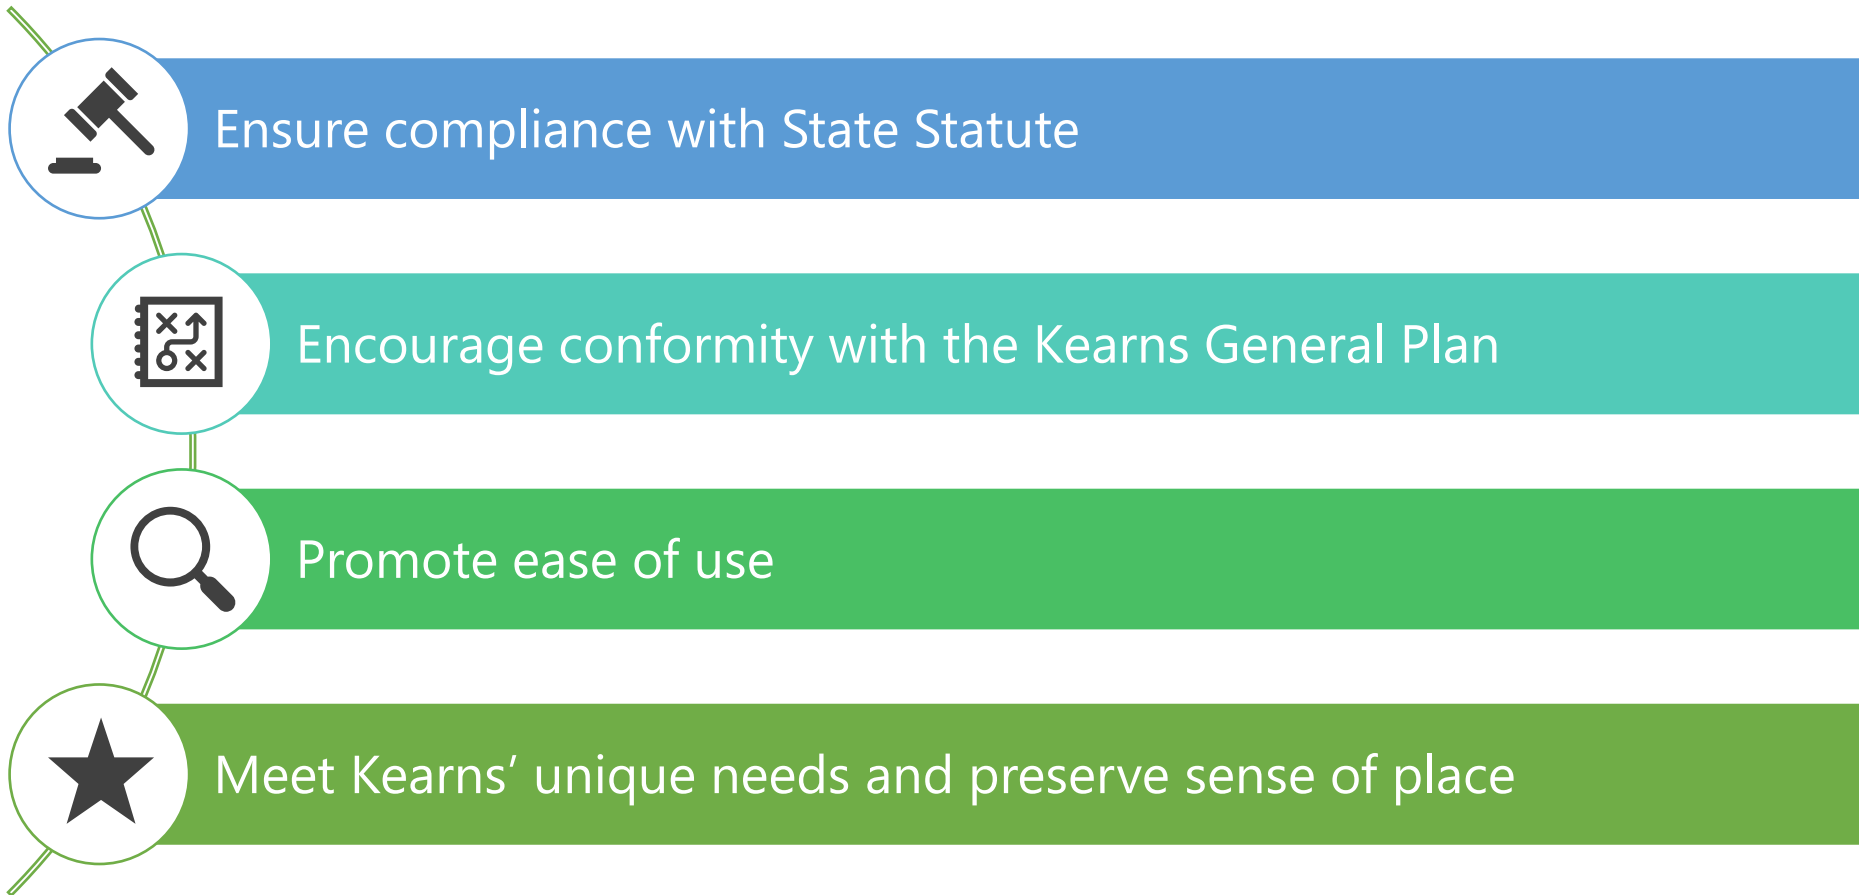 Ensure compliance with State Statute
Encourage conformity with the Kearns General Plan
Promote ease of use
Meet Kearns’ unique needs and preserve sense of place